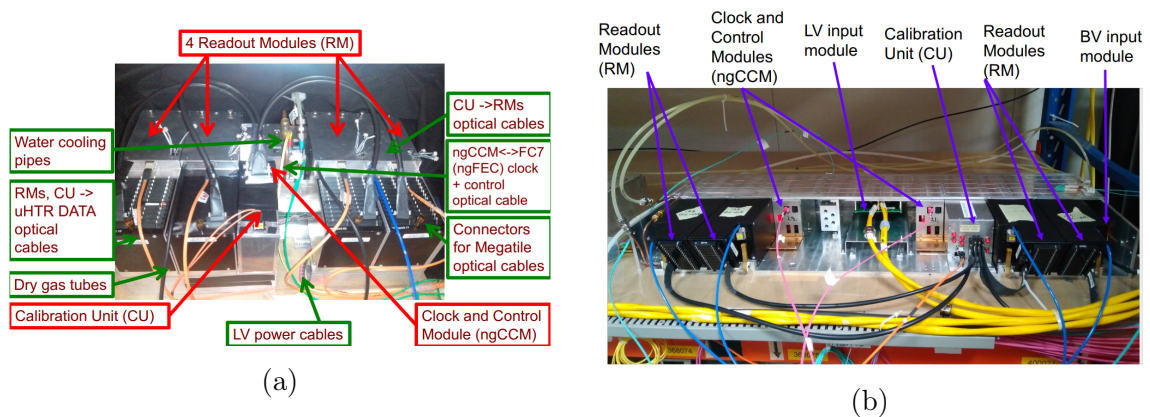 4 Readout Modules (RM)
CU ->RMs
optical cables
Water cooling
pipes
ngCCM<->FC7
(ngFEC) clock
+ control
optical cable
RMs, CU ->
uHTR DATA
optical
cables
Connectors
for Megatile
optical cables
Dry gas tubes
Calibration Unit (CU)
LV power cables
Clock and Control
Module (ngCCM)
(a)
Readout
Modules
(RM)
Clock and
Control
Modules
(ngCCM)
LV input
module
Calibration
Unit (CU)
Readout
Modules
(RM)
BV input
module
368074
(b)